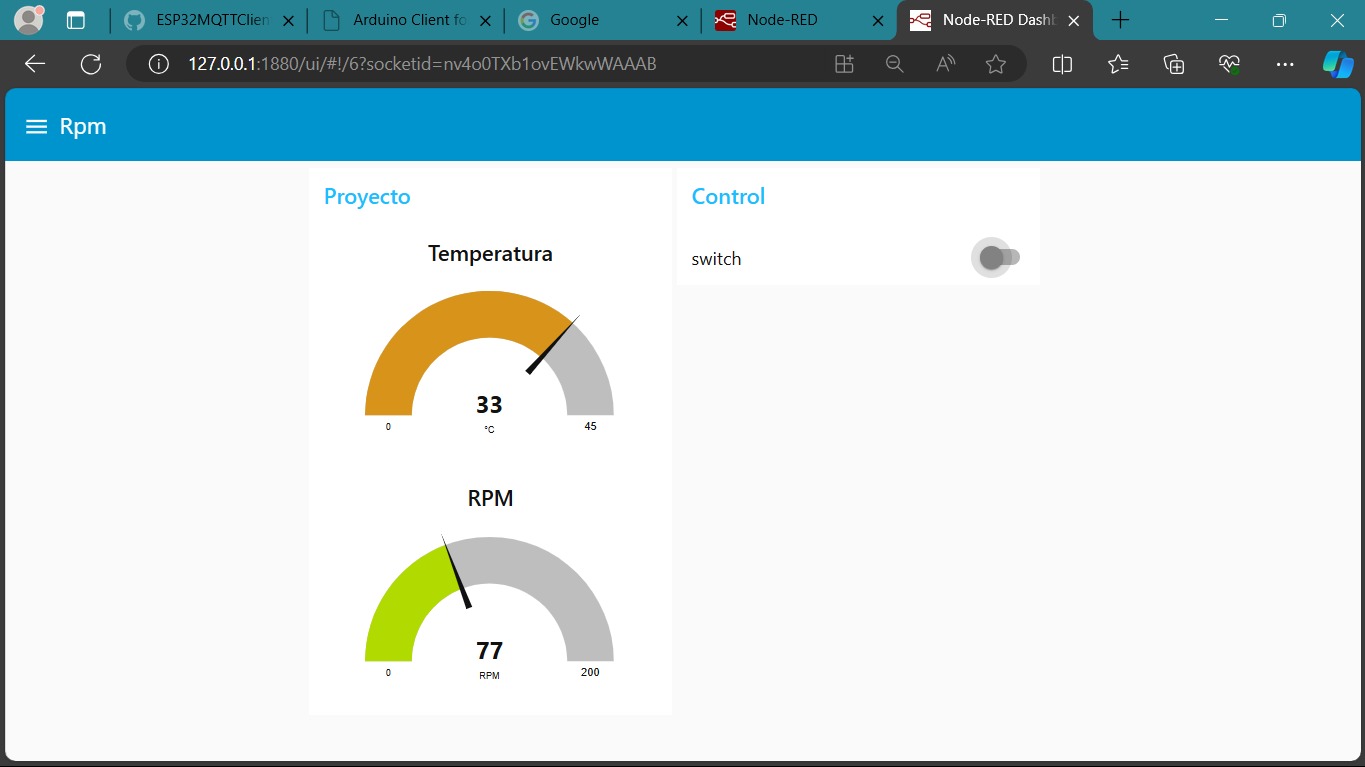 ESP32MQTTClien
Arduino Client fo
Google
Node-RED
Node-RED Dashb
127.0.0.1:1880/ui/#!/6?socketid=nv4o0TXb1ovEWkwWAAAB
Rpm
Proyecto
Temperatura
33
°C
0
45
RPM
77
RPM
0
200
Control
switch